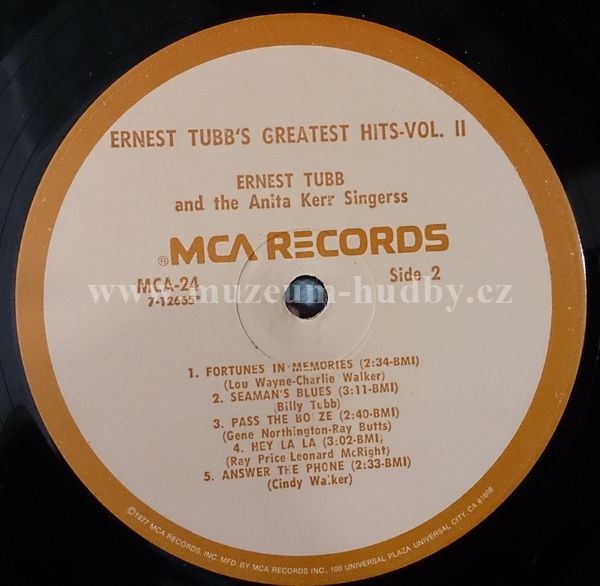 ERNEST TUBB'S GREATEST HITS-VOL. II
ERNEST TUBB
and the Anita Kerr Singerss
® MCA RECORDS
MCA-24 Side 2
7-12655
www.muzeum-hudby.cz
1. FORTUNES IN MEMORIES (2:34-BMI)
(Lou Wayne-Charlie Walker)
2. SEAMAN'S BLUES (3:11-BMI)
(Billy Tubb)
3. PASS THE BO ZE (2:40-BMI)
(Gene Northington-Ray Butts)
4. HEY LA LA (3:02-BMI)
(Ray Price-Leonard McRight)
5. ANSWER THE PHONE (2:33-BMI)
(Cindy Walker)
©1977 MCA RECORDS, INC. MFD. BY MCA RECORDS INC., 100 UNIVERSAL PLAZA UNIVERSAL CITY, CA 91608